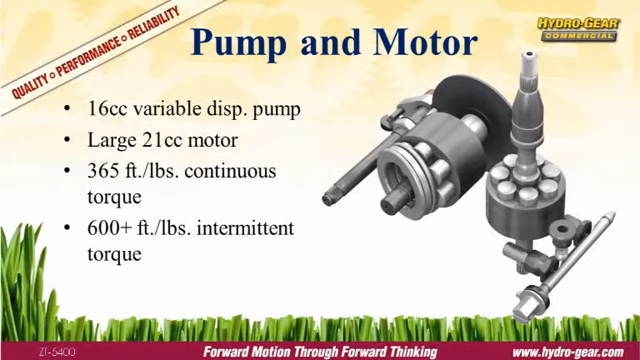 QUALITY ○ PERFORMANCE ○ RELIABILITY
HYDRO-GEAR
COMMERCIAL
Pump and Motor
• 16cc variable disp. pump
• Large 21cc motor
• 365 ft./lbs. continuous
torque
• 600+ ft./lbs. intermittent
torque
ZT-5400
Forward Motion Through Forward Thinking
www.hydro-gear.com